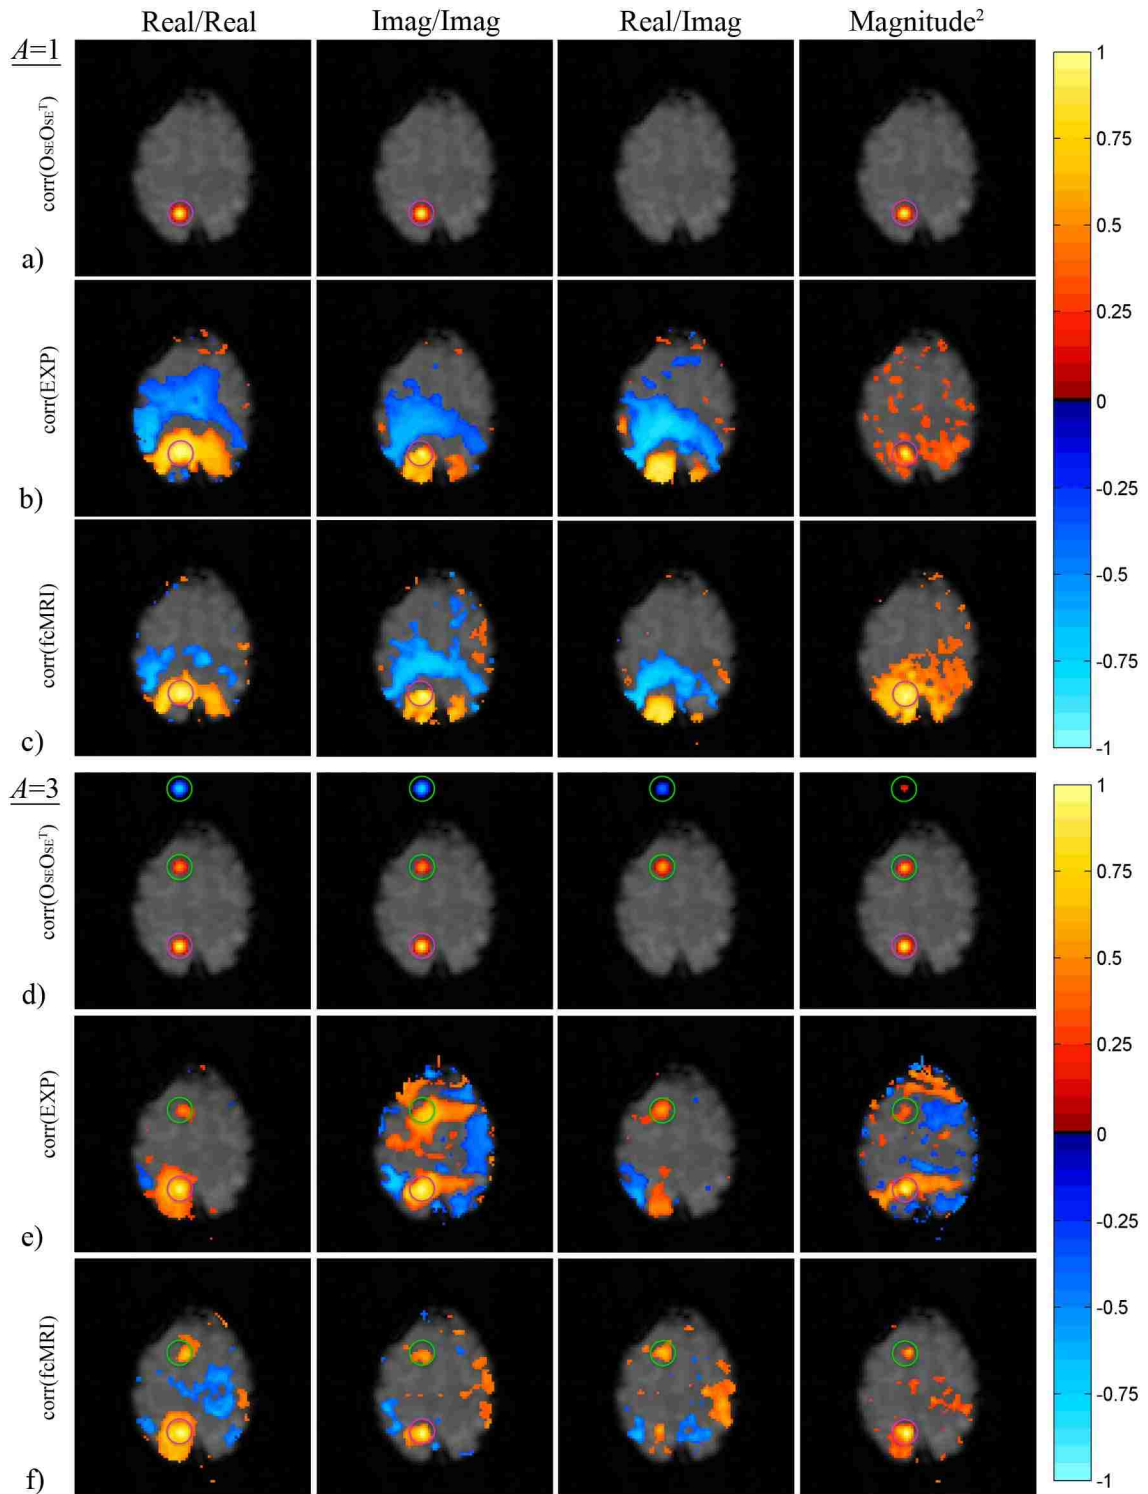 Real/Real Imag/Imag Real/Imag Magnitude²
A=1
corr(OSEOSEᵀ)
a)
corr(EXP)
b)
corr(fcMRI)
c)
1
0.75
0.5
0.25
0
-0.25
-0.5
-0.75
-1
A=3
corr(OSEOSEᵀ)
d)
corr(EXP)
e)
corr(fcMRI)
f)
1
0.75
0.5
0.25
0
-0.25
-0.5
-0.75
-1